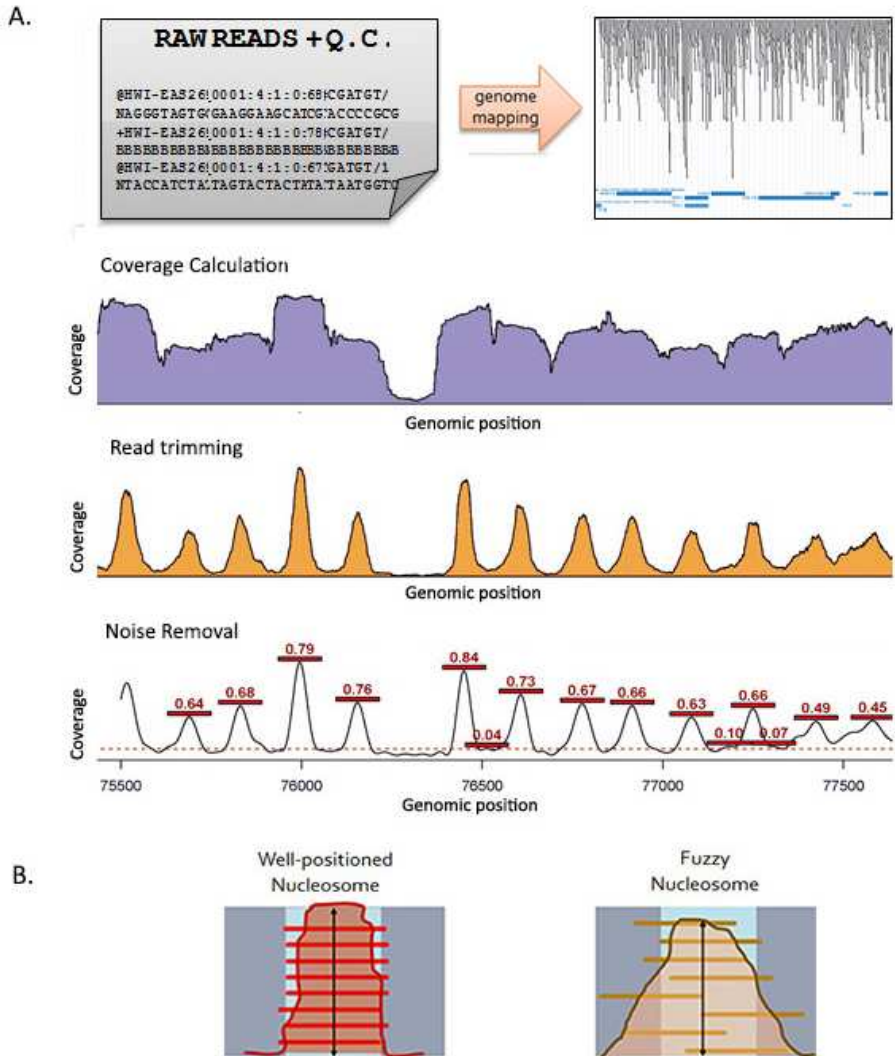 A.
RAW READS + Q.C.
@HWI-EAS26
0001:4:1:0:68
CGATGT/
NAGGGTAGTG
GAAGGAAGCA
CG
ACCCCGCG
+HWI-EAS26
0001:4:1:0:78
CGATGT/
@HWI-EAS26
0001:4:1:0:67
GATGT/1
NTACCATCTA
TAGTACTACT
TAATGGTC
genome
mapping
Coverage Calculation
Coverage
Genomic position
Read trimming
Coverage
Genomic position
Noise Removal
Coverage
0.64
0.68
0.79
0.76
0.84
0.04
0.73
0.67
0.66
0.63
0.10
0.66
0.07
0.49
0.45
75500
76000
76500
77000
77500
Genomic position
B.
Well-positioned
Nucleosome
Fuzzy
Nucleosome